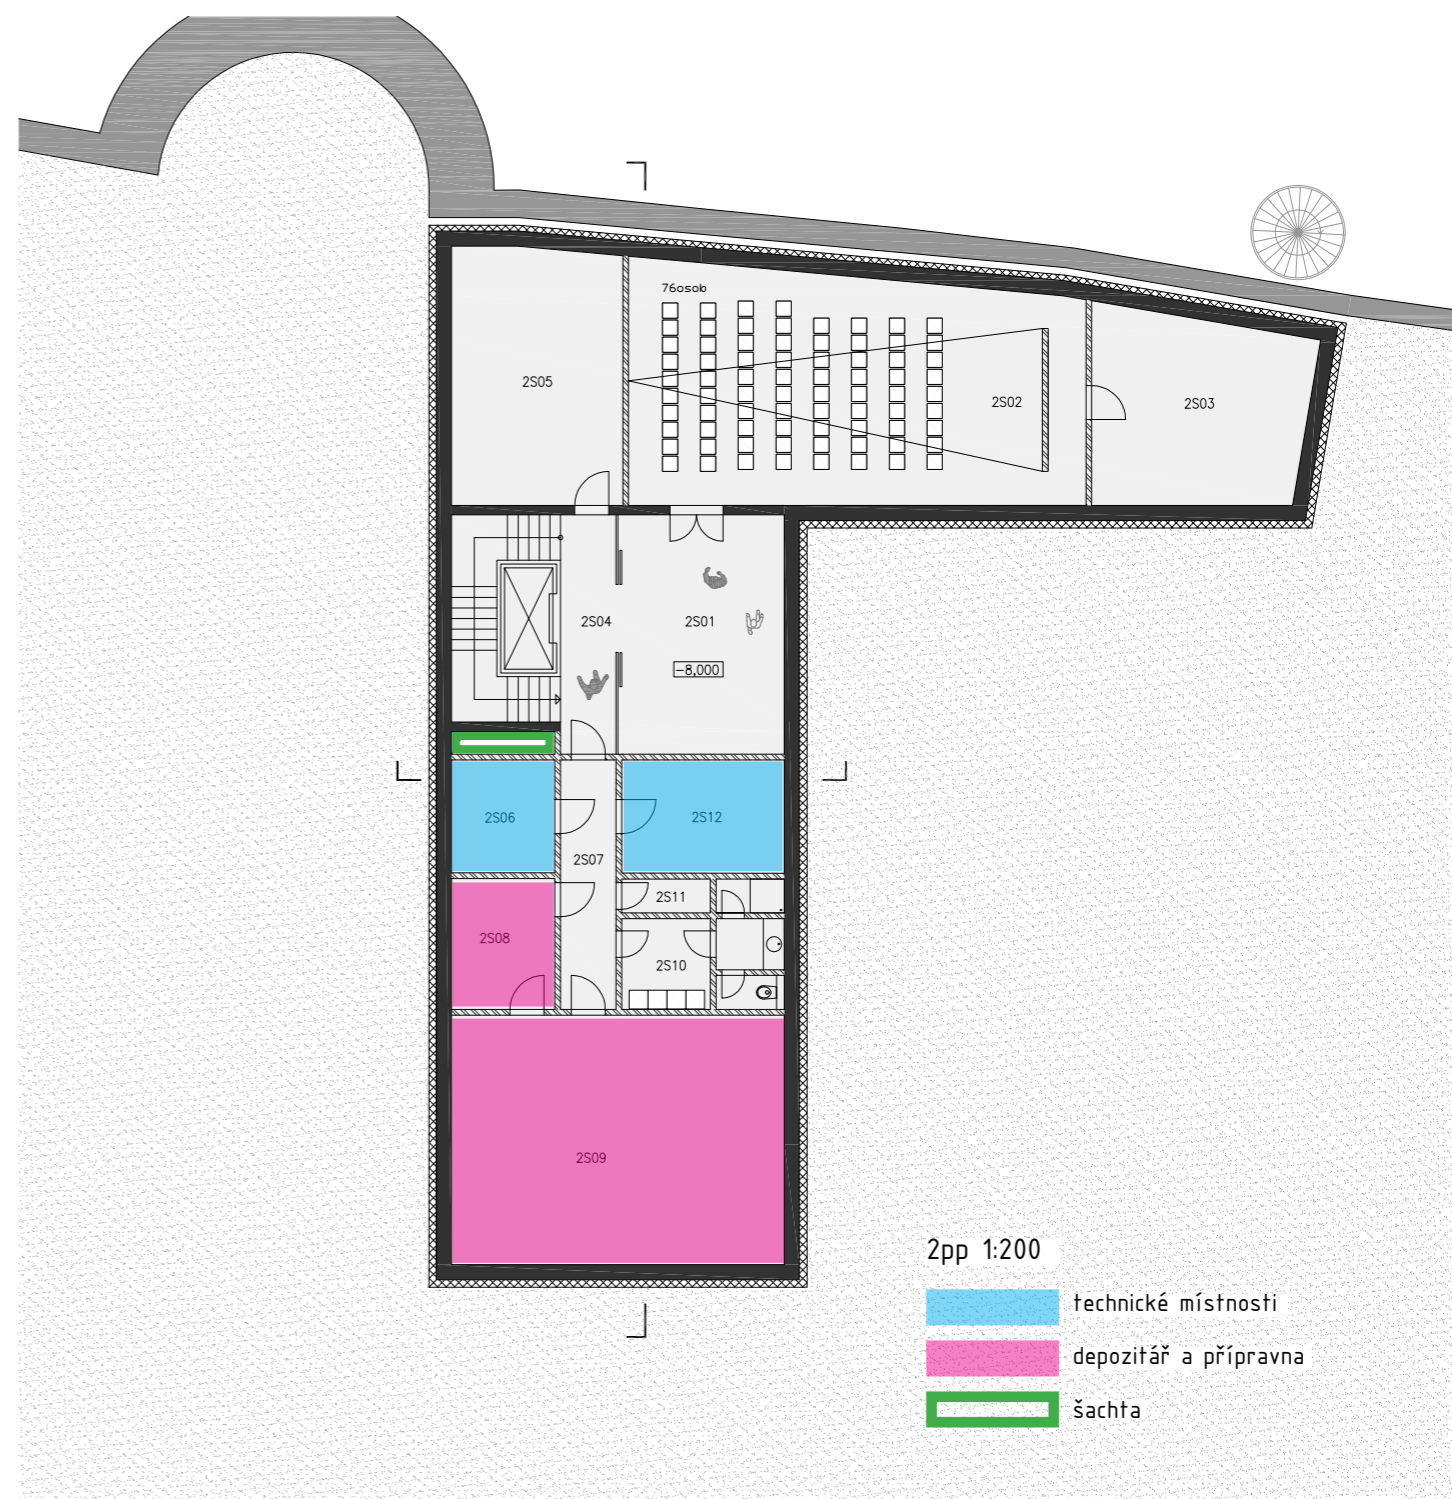 76osob
2S05
2S02
2S03
2S04
2S01
-8,000
2S06
2S12
2S07
2S11
2S08
2S10
2S09
2pp 1:200
technické místnosti
depozitář a přípravna
šachta